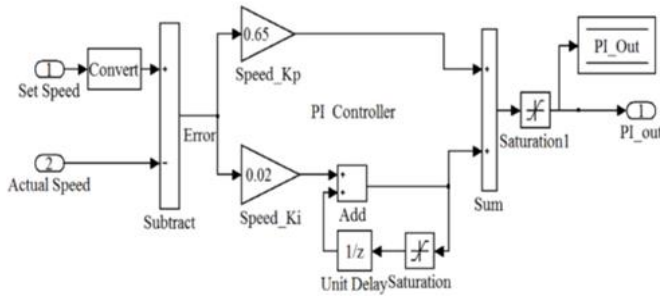 1
Set Speed
Convert
2
Actual Speed
Subtract
Error
0.65
Speed_Kp
PI Controller
0.02
Speed_Ki
+
-
+
+
Add
1/z
Unit Delay
Saturation
+
+
Sum
Saturation1
PI_Out
1
PI_out